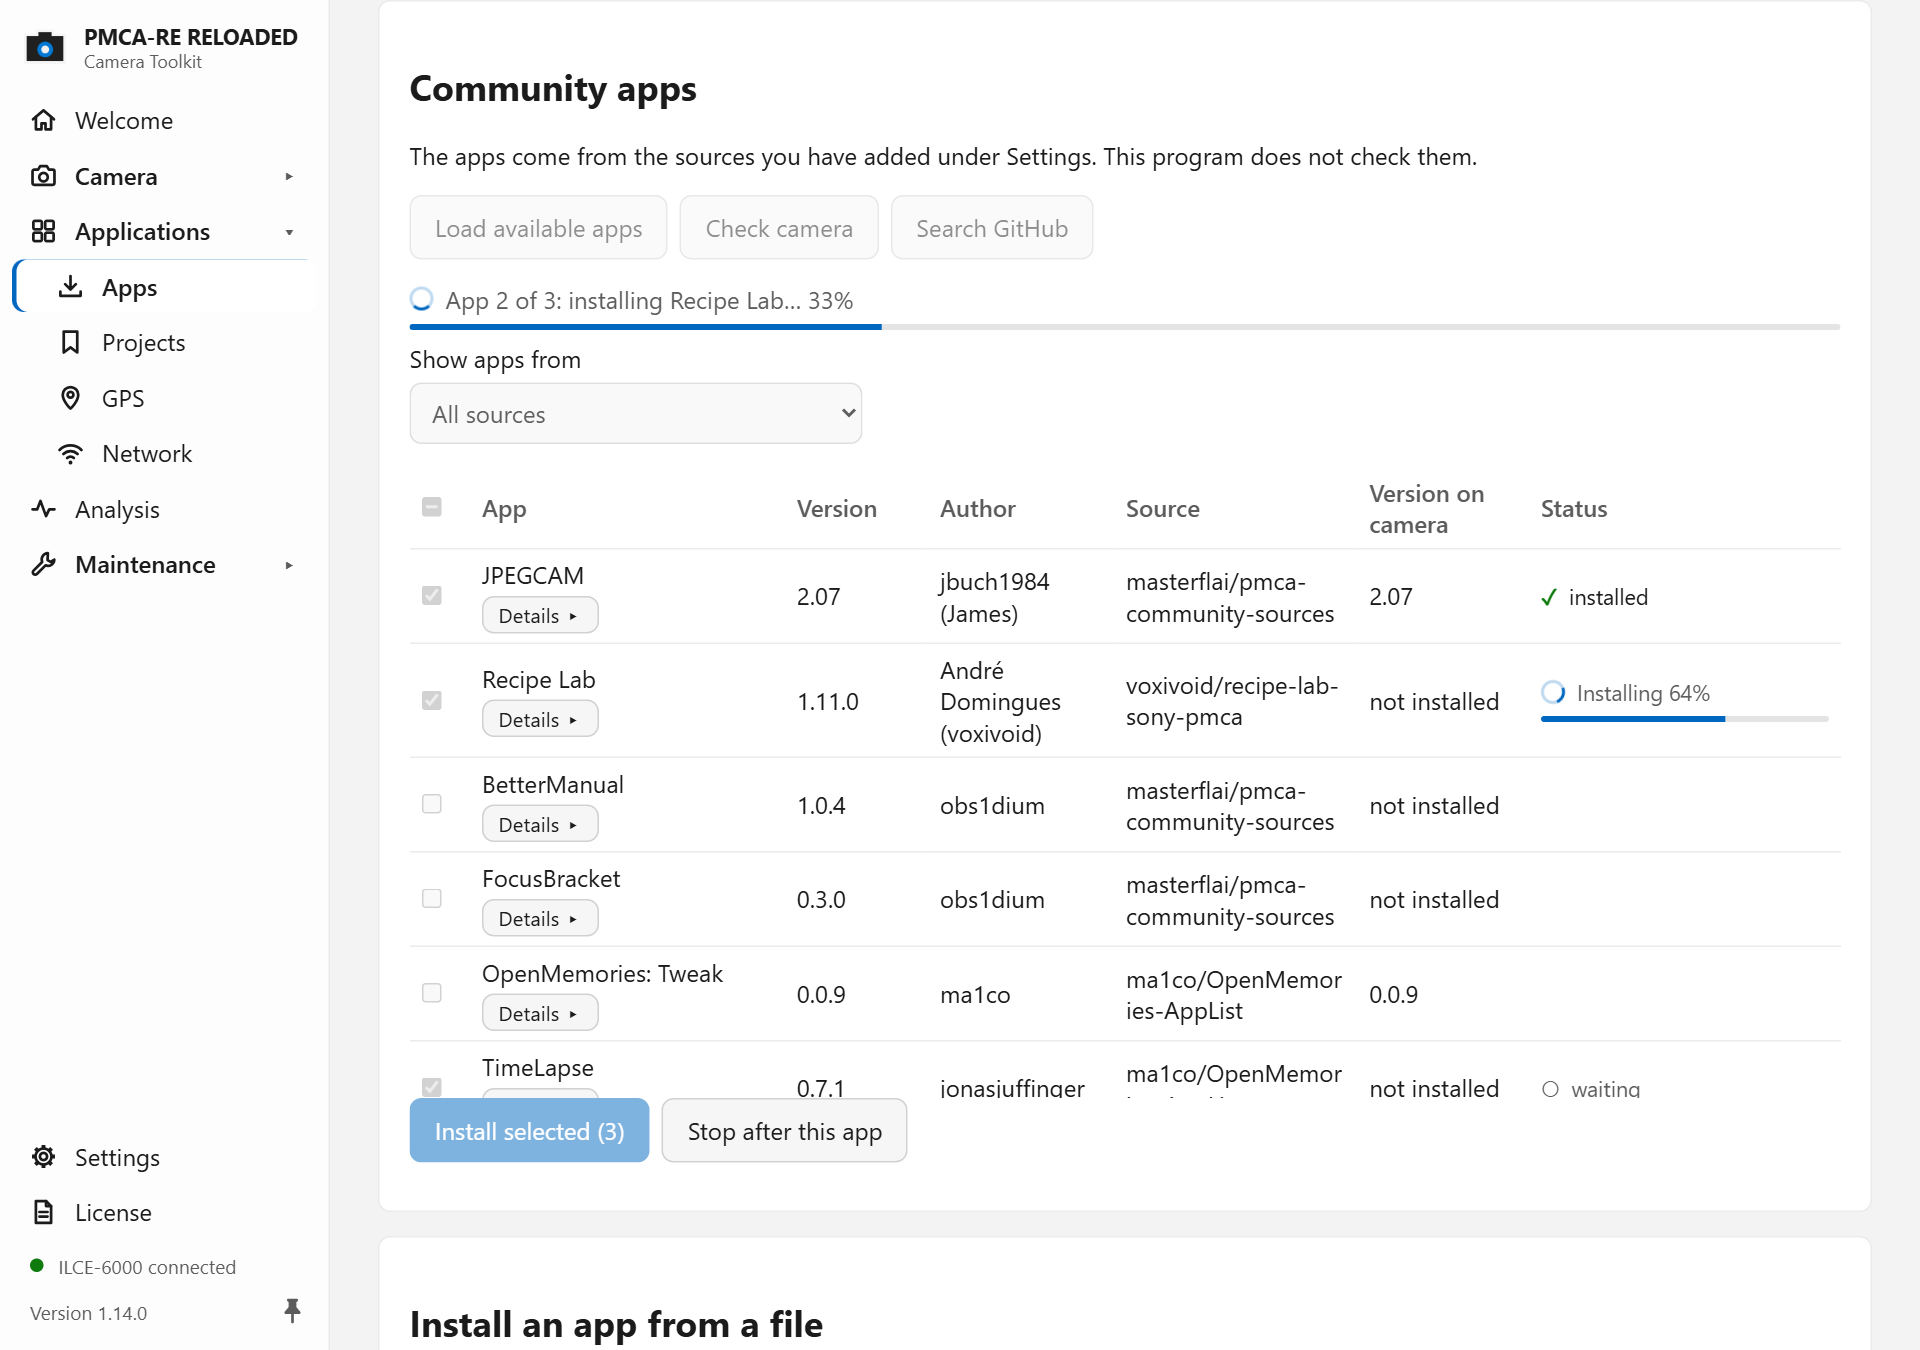 PMCA-RE RELOADED
Camera Toolkit
Welcome
Camera
Applications
Apps
Projects
GPS
Network
Analysis
Maintenance
Settings
License
ILCE-6000 connected
Version 1.14.0
Community apps
The apps come from the sources you have added under Settings. This program does not check them.
Load available apps
Check camera
Search GitHub
App 2 of 3: installing Recipe Lab... 33%
Show apps from
All sources
App
Version
Author
Source
Version on
camera
Status
JPEGCAM
Details
2.07
jbuch1984
(James)
masterflai/pmca-
community-sources
2.07
installed
Recipe Lab
Details
1.11.0
André
Domingues
(voxivoid)
voxivoid/recipe-lab-
sony-pmca
not installed
Installing 64%
BetterManual
Details
1.0.4
obs1dium
masterflai/pmca-
community-sources
not installed
FocusBracket
Details
0.3.0
obs1dium
masterflai/pmca-
community-sources
not installed
OpenMemories: Tweak
Details
0.0.9
ma1co
ma1co/OpenMemor
ies-AppList
0.0.9
TimeLapse
0.7.1
jonasjuffinger
ma1co/OpenMemor
not installed
waiting
Install selected (3)
Stop after this app
Install an app from a file